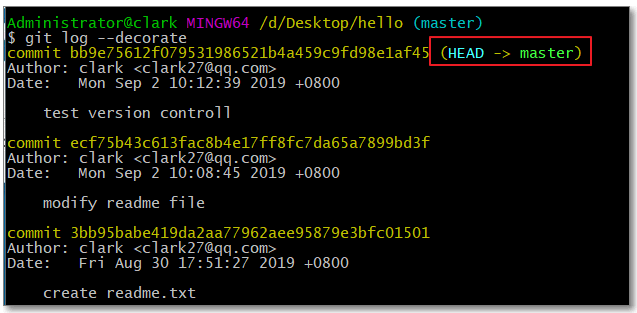 Administrator@clark MINGW64 /d/Desktop/hello (master)
$ git log --decorate
commit bb9e75612f079531986521b4a459c9fd98e1af45 (HEAD -> master)
Author: clark <clark27@qq.com>
Date:   Mon Sep 2 10:12:39 2019 +0800
test version controll
commit ecf75b43c613fac8b4e17ff8fc7da65a7899bd3f
Author: clark <clark27@qq.com>
Date:   Mon Sep 2 10:08:45 2019 +0800
modify readme file
commit 3bb95babe419da2aa77962aee95879e3bfc01501
Author: clark <clark27@qq.com>
Date:   Fri Aug 30 17:51:27 2019 +0800
create readme.txt